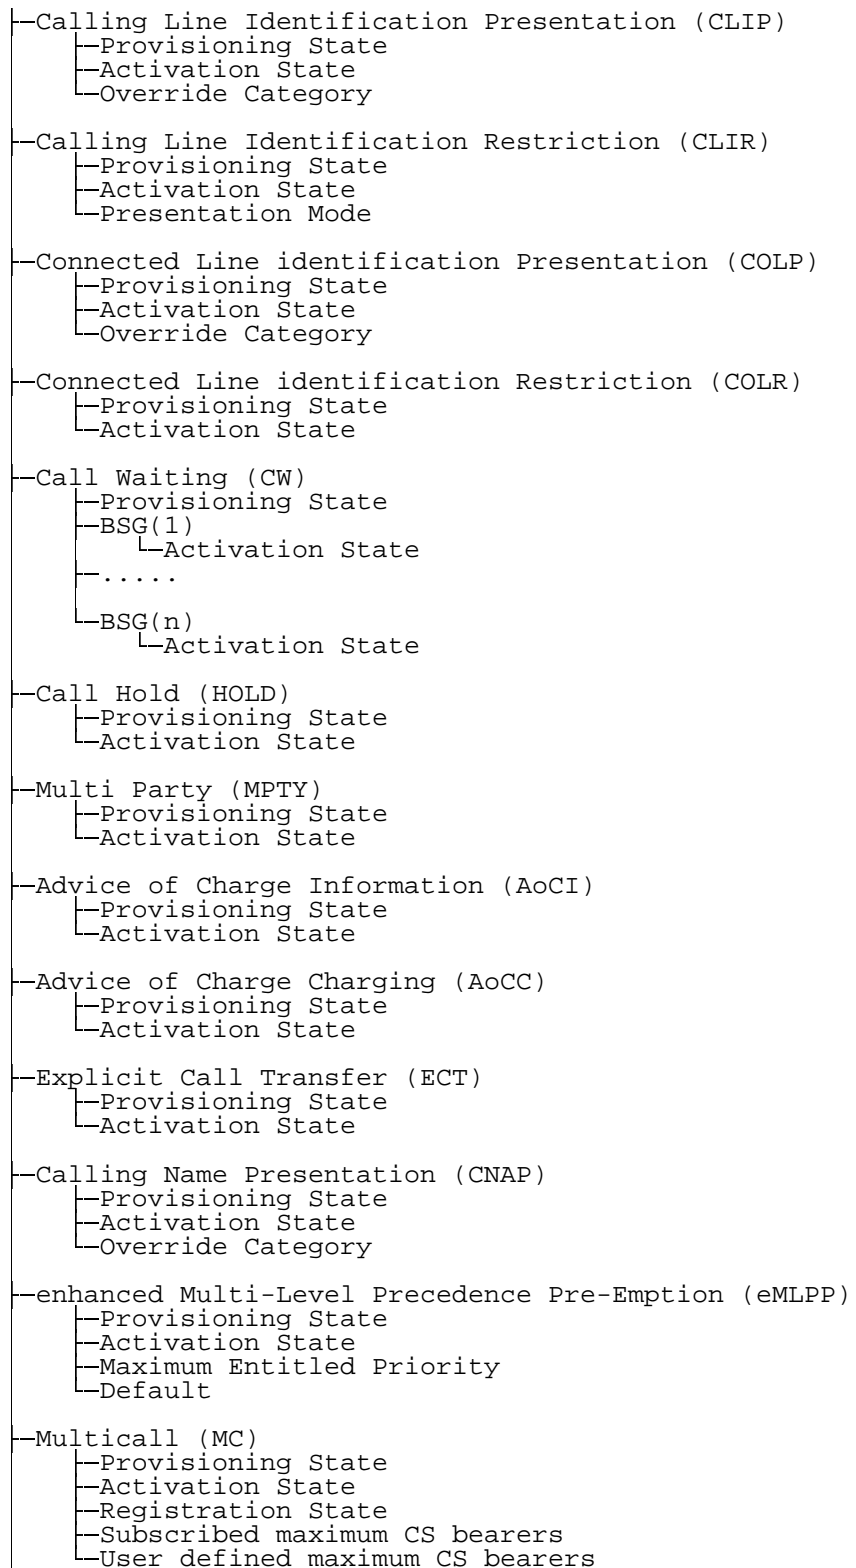 Calling Line Identification Presentation (CLIP)
Provisioning State
Activation State
Override Category
Calling Line Identification Restriction (CLIR)
Provisioning State
Activation State
Presentation Mode
Connected Line identification Presentation (COLP)
Provisioning State
Activation State
Override Category
Connected Line identification Restriction (COLR)
Provisioning State
Activation State
Call Waiting (CW)
Provisioning State
BSG(1)
Activation State
.....
BSG(n)
Activation State
Call Hold (HOLD)
Provisioning State
Activation State
Multi Party (MPTY)
Provisioning State
Activation State
Advice of Charge Information (AoCI)
Provisioning State
Activation State
Advice of Charge Charging (AoCC)
Provisioning State
Activation State
Explicit Call Transfer (ECT)
Provisioning State
Activation State
Calling Name Presentation (CNAP)
Provisioning State
Activation State
Override Category
enhanced Multi-Level Precedence Pre-Emption (eMLPP)
Provisioning State
Activation State
Maximum Entitled Priority
Default
Multicall (MC)
Provisioning State
Activation State
Registration State
Subscribed maximum CS bearers
User defined maximum CS bearers